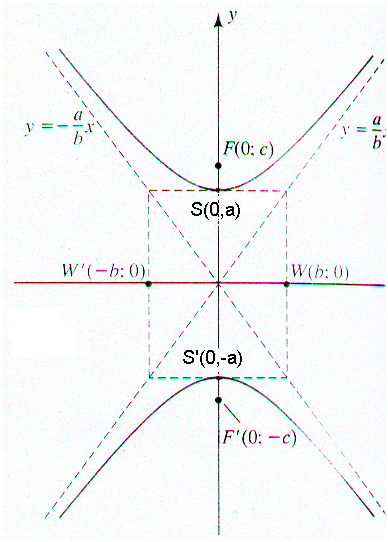 y
y = -a/b x
F(0; c)
y = a/b
S(0,a)
W'(-b; 0)
W(b; 0)
S'(0,-a)
F'(0; -c)